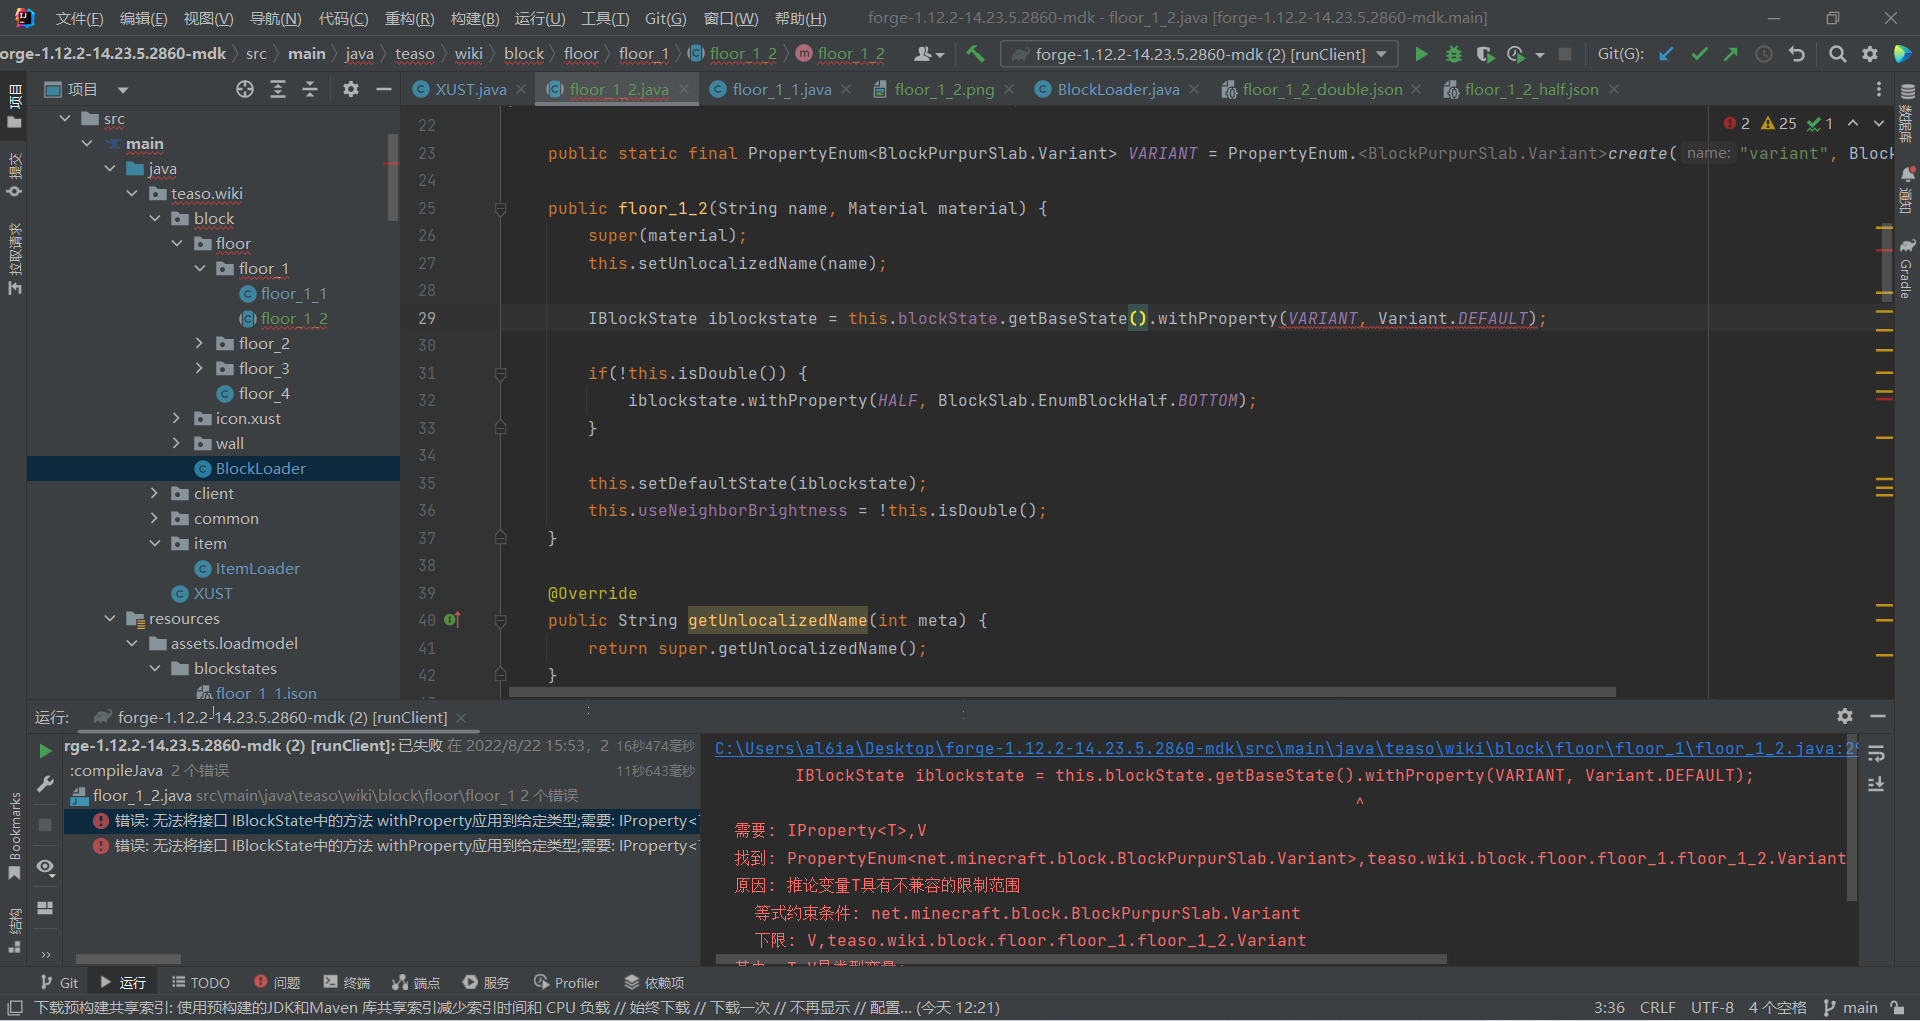 文件(F) 编辑(E) 视图(V) 导航(N) 代码(C) 重构(R) 构建(B) 运行(U) 工具(T) Git(G) 窗口(W) 帮助(H) forge-1.12.2-14.23.5.2860-mdk - floor_1_2.java [forge-1.12.2-14.23.5.2860-mdk.main]
orge-1.12.2-14.23.5.2860-mdk src main java teaso wiki block floor floor_1 floor_1_2 floor_1_2 forge-1.12.2-14.23.5.2860-mdk (2) [runClient] Git(G):
项目 XUST.java floor_1_2.java floor_1_1.java floor_1_2.png BlockLoader.java floor_1_2_double.json floor_1_2_half.json
项目
提交
拉取请求
src
main
java
teaso.wiki
block
floor
floor_1
floor_1_1
floor_1_2
floor_2
floor_3
floor_4
icon.xust
wall
BlockLoader
client
common
item
ItemLoader
XUST
resources
assets.loadmodel
blockstates
floor_1_1.json
2 25 1
22
23 public static final PropertyEnum<BlockPurpurSlab.Variant> VARIANT = PropertyEnum.<BlockPurpurSlab.Variant>create( name: "variant", Block
24
25 public floor_1_2(String name, Material material) {
26 super(material);
27 this.setUnlocalizedName(name);
28
29 IBlockState iblockstate = this.blockState.getBaseState().withProperty(VARIANT, Variant.DEFAULT);
30
31 if(!this.isDouble()) {
32 iblockstate.withProperty(HALF, BlockSlab.EnumBlockHalf.BOTTOM);
33 }
34
35 this.setDefaultState(iblockstate);
36 this.useNeighborBrightness = !this.isDouble();
37 }
38
39 @Override
40 public String getUnlocalizedName(int meta) {
41 return super.getUnlocalizedName();
42 }
数据库
通知
Gradle
运行: forge-1.12.2-14.23.5.2860-mdk (2) [runClient]
rge-1.12.2-14.23.5.2860-mdk (2) [runClient]: 已失败 在 2022/8/22 15:53, 2 16秒474毫秒
:compileJava 2 个错误 11秒643毫秒
floor_1_2.java src\main\java\teaso\wiki\block\floor\floor_1 2 个错误
错误: 无法将接口 IBlockState中的方法 withProperty应用到给定类型;需要: IProperty<
错误: 无法将接口 IBlockState中的方法 withProperty应用到给定类型;需要: IProperty<
C:\Users\al6ia\Desktop\forge-1.12.2-14.23.5.2860-mdk\src\main\java\teaso\wiki\block\floor\floor_1\floor_1_2.java:29
IBlockState iblockstate = this.blockState.getBaseState().withProperty(VARIANT, Variant.DEFAULT);
^
需要: IProperty<T>,V
找到: PropertyEnum<net.minecraft.block.BlockPurpurSlab.Variant>,teaso.wiki.block.floor.floor_1.floor_1_2.Variant
原因: 推论变量T具有不兼容的限制范围
等式约束条件: net.minecraft.block.BlockPurpurSlab.Variant
下限: V,teaso.wiki.block.floor.floor_1.floor_1_2.Variant
Bookmarks
结构
Git 运行 TODO 问题 终端 端点 服务 Profiler 依赖项
下载预构建共享索引: 使用预构建的JDK和Maven 库共享索引减少索引时间和 CPU 负载 // 始终下载 // 下载一次 // 不再显示 // 配置... (今天 12:21) 3:36 CRLF UTF-8 4 个空格 main